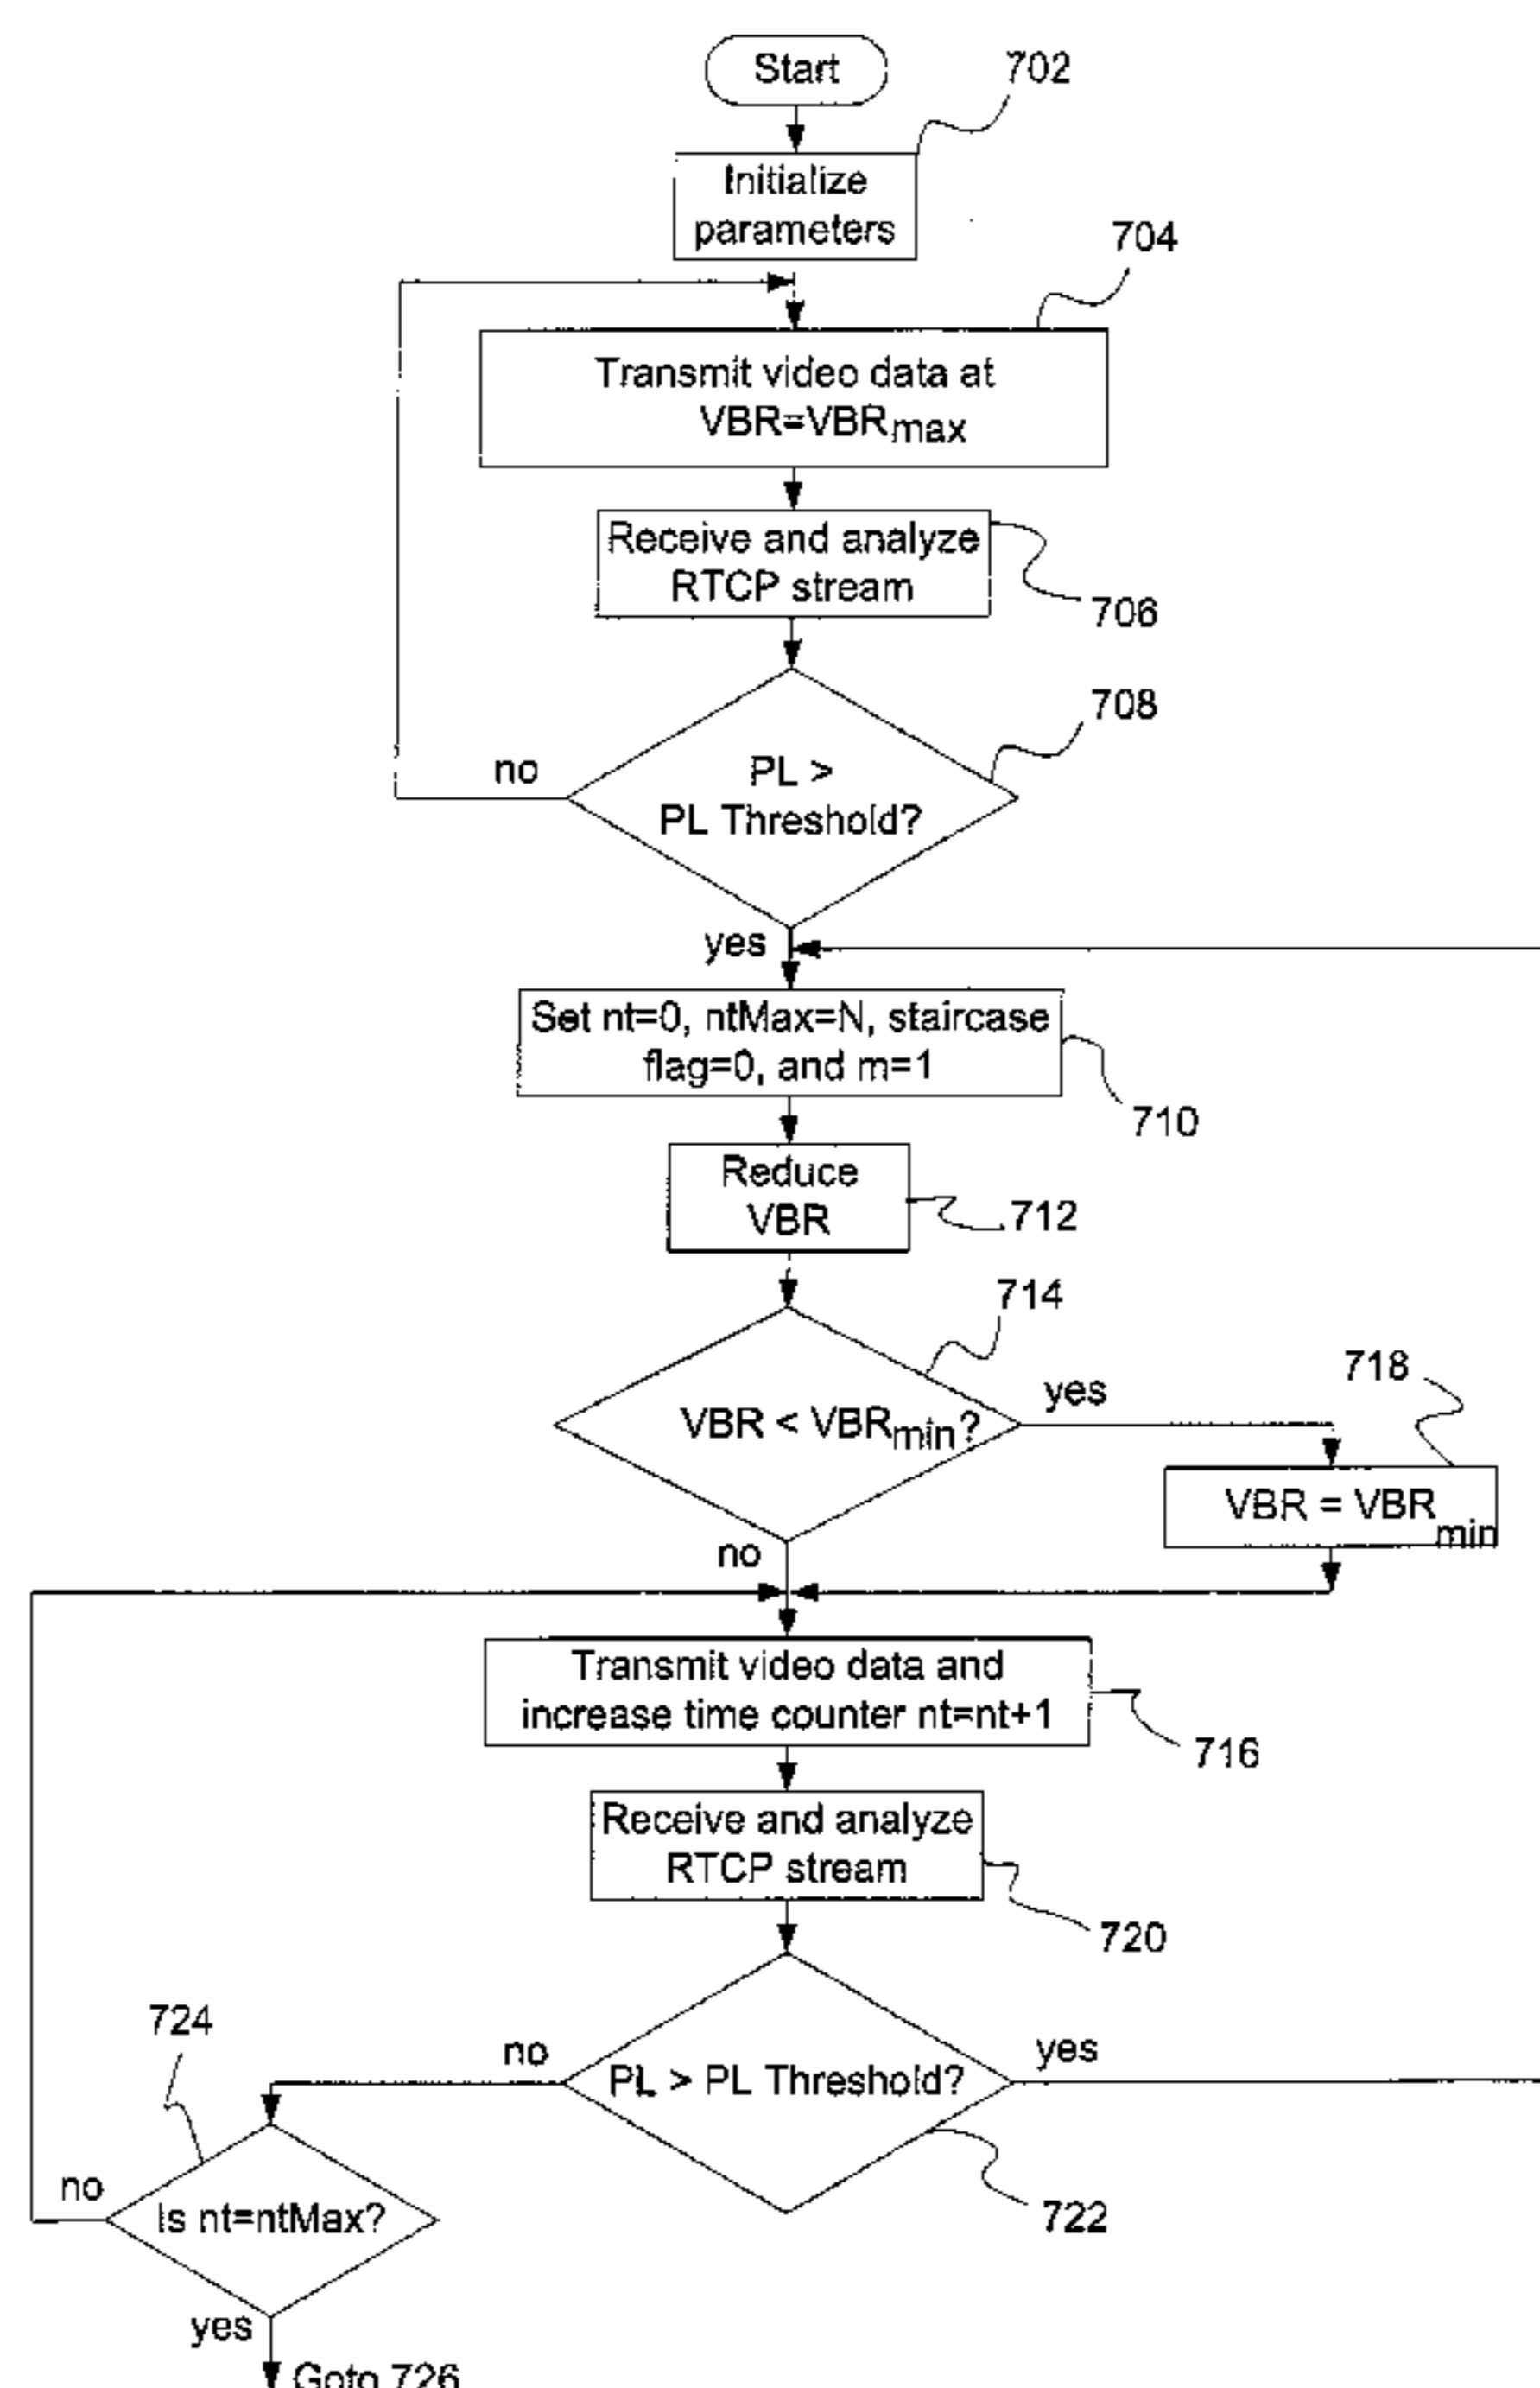 Start
702
Initialize
parameters
704
Transmit video data at
VBR=VBRmax
Receive and analyze
RTCP stream
706
708
PL >
PL Threshold?
no
yes
Set nt=0, ntMax=N, staircase
flag=0, and m=1
710
Reduce
VBR
712
714
VBR < VBRmin?
yes
718
VBR = VBRmin
no
Transmit video data and
increase time counter nt=nt+1
716
Receive and analyze
RTCP stream
720
724
no
PL > PL Threshold?
yes
722
no
Is nt=ntMax?
yes
Goto 726